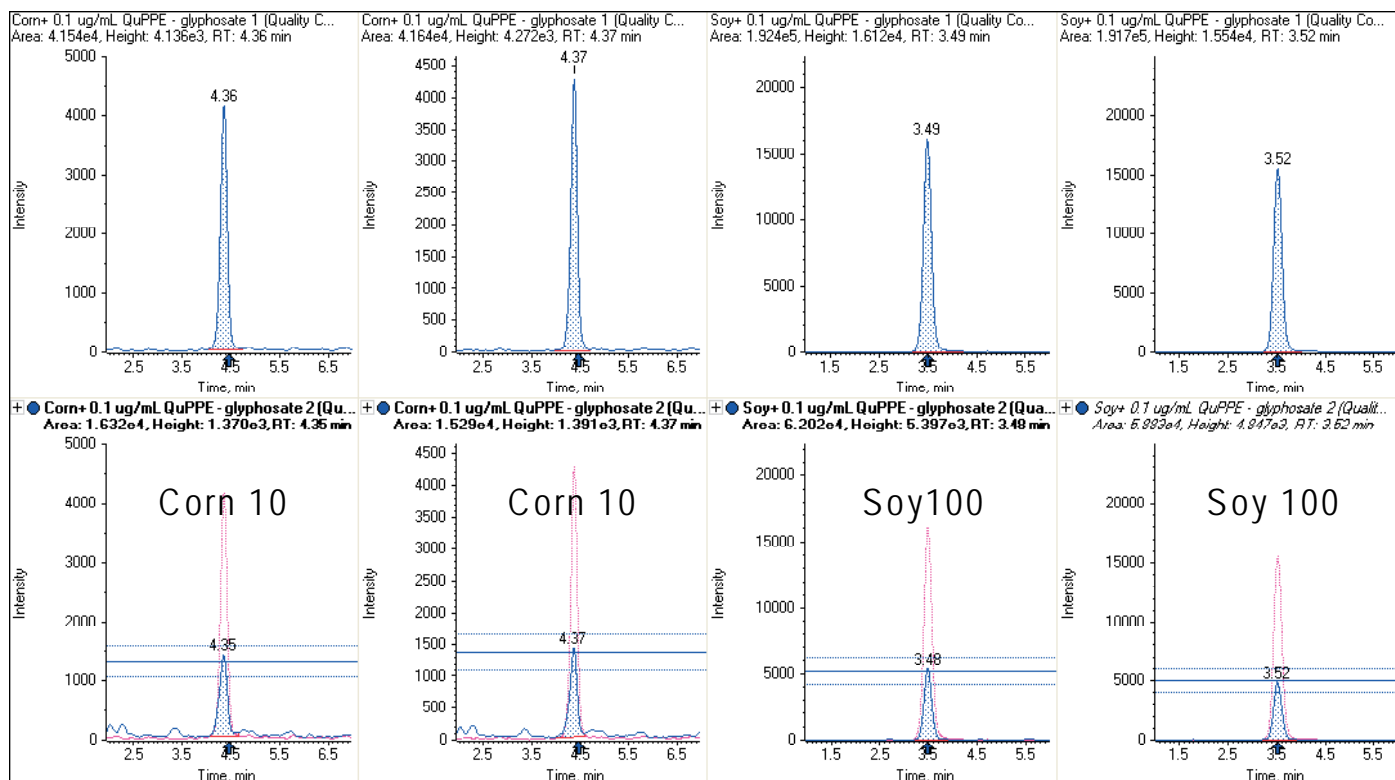 Corn+ 0.1 ug/mL QuPPE - glyphosate 1 (Quality C...
Area: 4.154e4, Height: 4.136e3, RT: 4.36 min
5000
4000
3000
2000
1000
0
Intensity
4.36
2.5 3.5 4.5 5.5 6.5
Time, min
Corn+ 0.1 ug/mL QuPPE - glyphosate 1 (Quality C...
Area: 4.164e4, Height: 4.272e3, RT: 4.37 min
4500
4000
3500
3000
2500
2000
1500
1000
500
0
Intensity
4.37
2.5 3.5 4.5 5.5 6.5
Time, min
Soy+ 0.1 ug/mL QuPPE - glyphosate 1 (Quality Co...
Area: 1.924e5, Height: 1.612e4, RT: 3.49 min
20000
15000
10000
5000
0
Intensity
3.49
1.5 2.5 3.5 4.5 5.5
Time, min
Soy+ 0.1 ug/mL QuPPE - glyphosate 1 (Quality Co...
Area: 1.917e5, Height: 1.554e4, RT: 3.52 min
20000
15000
10000
5000
0
Intensity
3.52
1.5 2.5 3.5 4.5 5.5
Time, min
Corn+ 0.1 ug/mL QuPPE - glyphosate 2 (Qu...
Area: 1.632e4, Height: 1.370e3, RT: 4.35 min
5000
4000
3000
2000
1000
0
Intensity
Corn 10
4.35
2.5 3.5 4.5 5.5 6.5
Time, min
Corn+ 0.1 ug/mL QuPPE - glyphosate 2 (Qu...
Area: 1.529e4, Height: 1.391e3, RT: 4.37 min
4500
4000
3500
3000
2500
2000
1500
1000
500
0
Intensity
Corn 10
4.37
2.5 3.5 4.5 5.5 6.5
Time, min
Soy+ 0.1 ug/mL QuPPE - glyphosate 2 (Qua...
Area: 6.202e4, Height: 5.397e3, RT: 3.48 min
20000
15000
10000
5000
0
Intensity
Soy100
3.48
1.5 2.5 3.5 4.5 5.5
Time, min
Soy+ 0.1 ug/mL QuPPE - glyphosate 2 (Qualit...
Area: Height: RT: 3.52 min
20000
15000
10000
5000
0
Intensity
Soy 100
3.52
1.5 2.5 3.5 4.5 5.5
Time, min